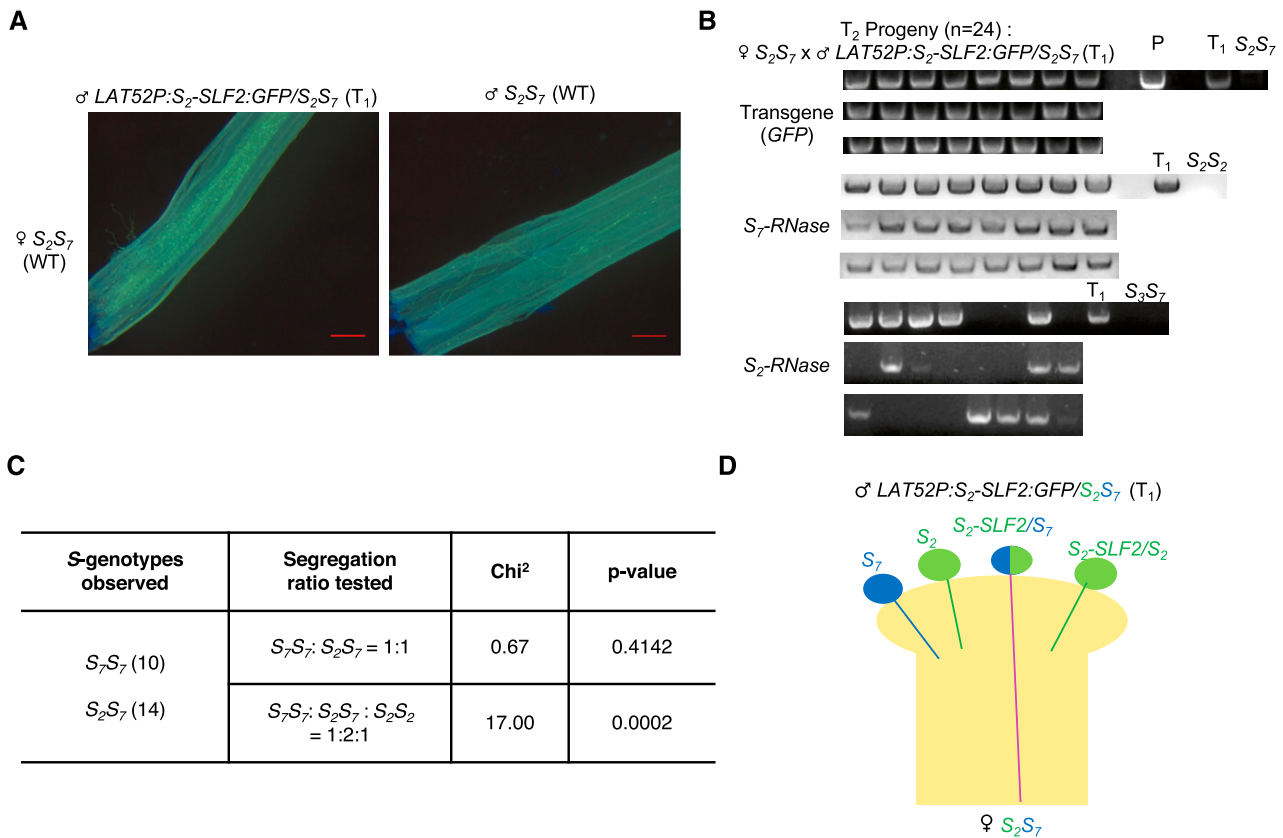 A
♂ LAT52P:S2-SLF2:GFP/S2S7 (T1)
♂ S2S7 (WT)
♀ S2S7
(WT)
B
T2 Progeny (n=24) :
♀ S2S7 x ♂ LAT52P:S2-SLF2:GFP/S2S7 (T1)
P
T1
S2S7
Transgene
(GFP)
T1
S2S2
S7-RNase
T1
S3S7
S2-RNase
C
S-genotypes
observed
Segregation
ratio tested
Chi2
p-value
S7S7 (10)
S2S7 (14)
S7S7: S2S7 = 1:1
0.67
0.4142
S7S7: S2S7 : S2S2
= 1:2:1
17.00
0.0002
D
♂ LAT52P:S2-SLF2:GFP/S2S7 (T1)
S7
S2
S2-SLF2/S7
S2-SLF2/S2
♀ S2S7